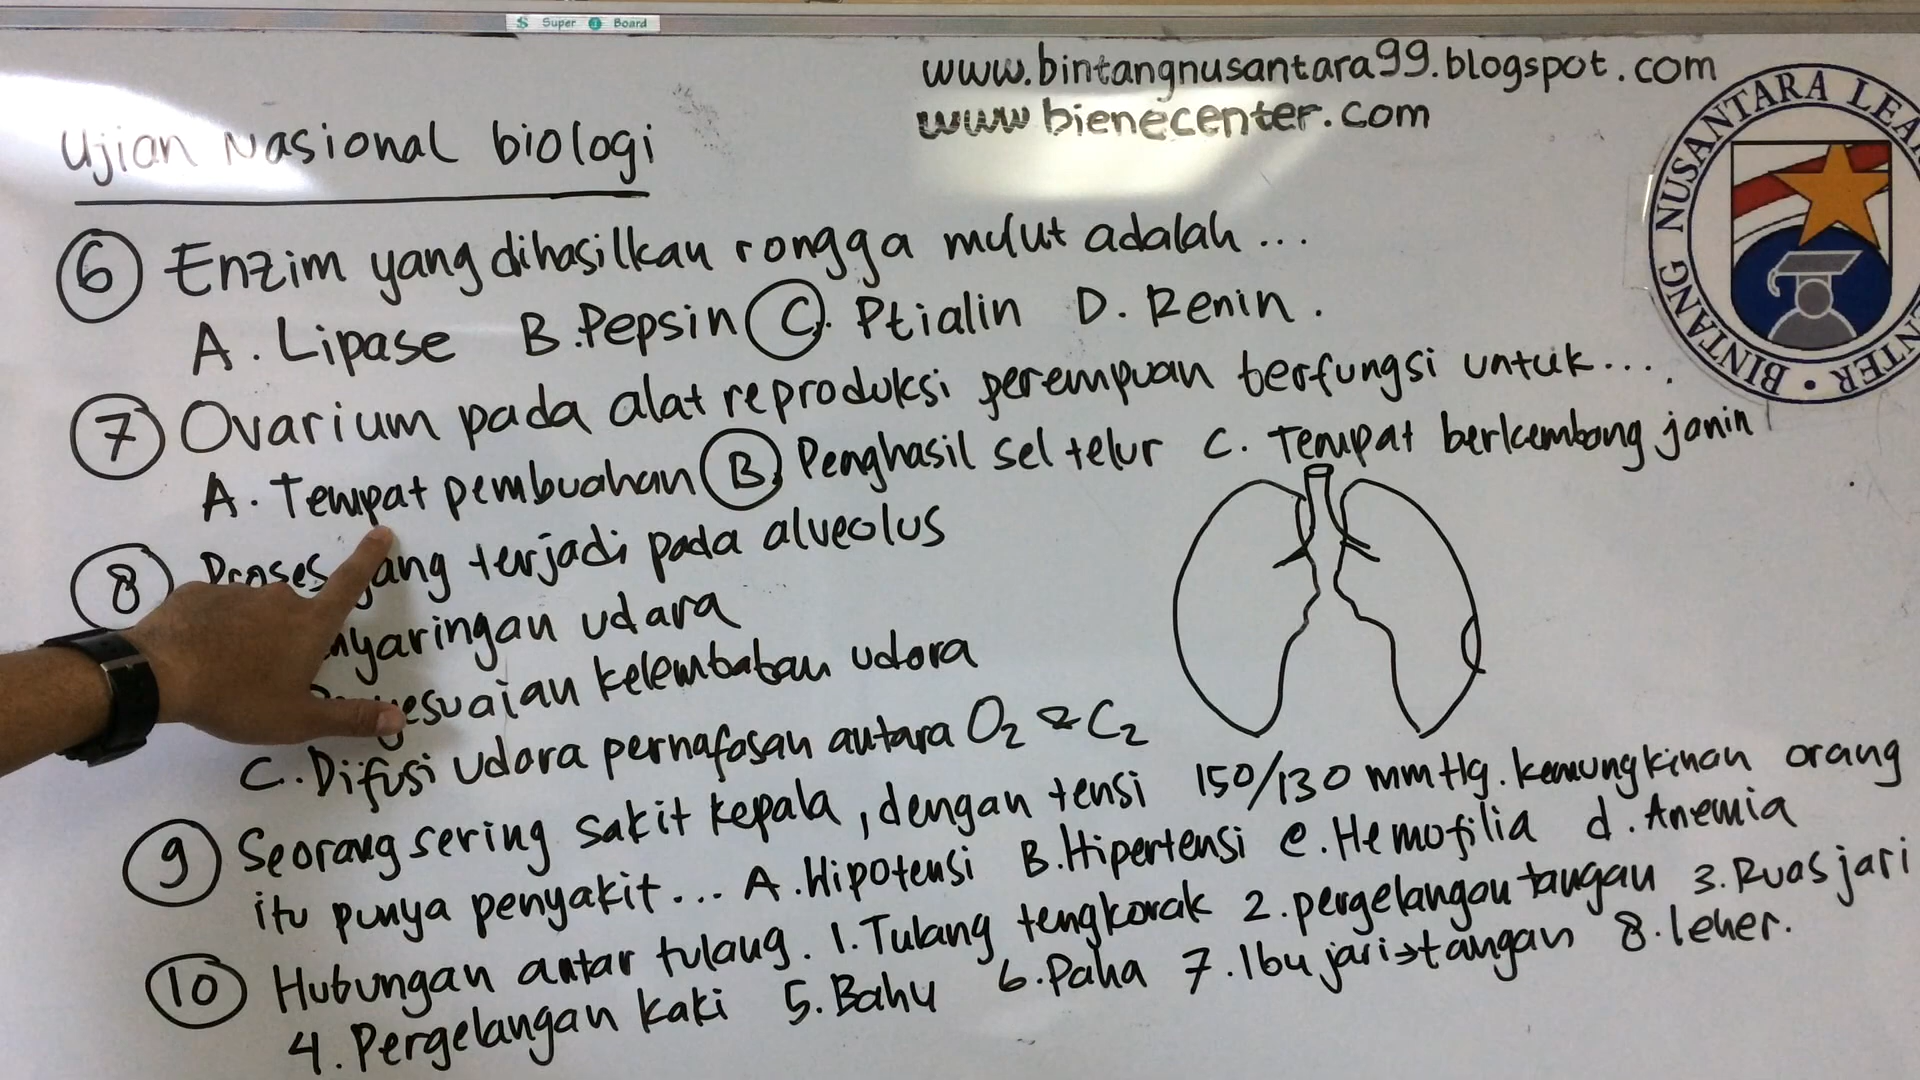 Super Board
www.bintangnusantara99.blogspot.com
www bienecenter.com
Ujian Nasional biologi
6 Enzim yang dihasilkan rongga mulut adalah ...
A. Lipase B. Pepsin C. Ptialin D. Renin.
7 Ovarium pada alat reproduksi perempuan berfungsi untuk....
A. Tempat pembuahan B. Penghasil sel telur C. Tempat berkembang janin
8 Proses yang terjadi pada alveolus
nyaringan udara
yesuaian kelembaban udara
C. Difusi udara pernafasan antara O2 & C2
9 Seorang sering sakit kepala, dengan tensi 150/130 mmHg. kemungkinan orang
itu punya penyakit... A. Hipotensi B. Hipertensi c. Hemofilia d. Anemia
10 Hubungan antar tulang. 1. Tulang tengkorak 2. pergelangan tangan 3. Ruas jari
4. Pergelangan kaki 5. Bahu 6. Paha 7. Ibu jari→tangan 8. leher.
BINTANG NUSANTARA